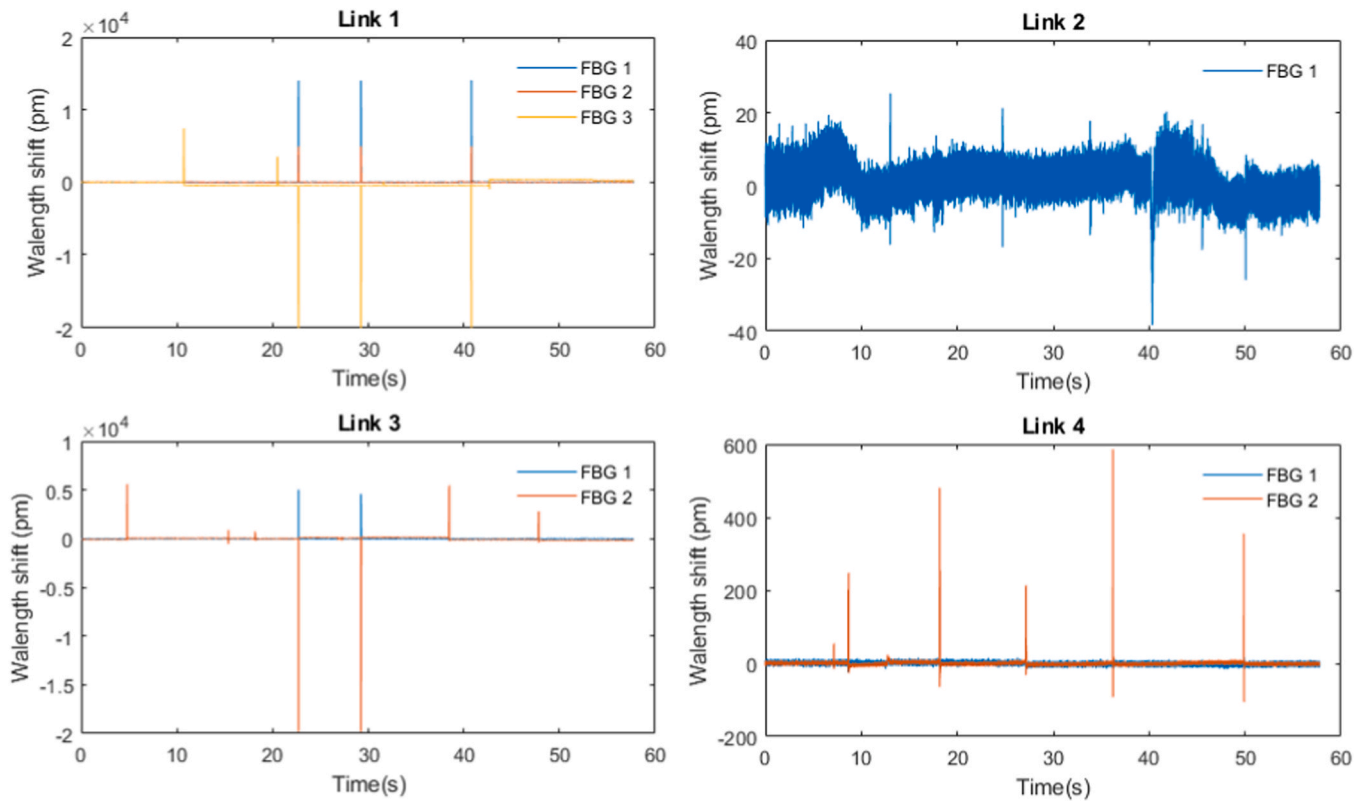 Link 1
×10⁴
2
1
0
-1
-2
Walength shift (pm)
FBG 1
FBG 2
FBG 3
0 10 20 30 40 50 60
Time(s)
Link 2
40
20
0
-20
-40
Walength shift (pm)
FBG 1
0 10 20 30 40 50 60
Time(s)
Link 3
×10⁴
1
0.5
0
-0.5
-1
-1.5
-2
Walength shift (pm)
FBG 1
FBG 2
0 10 20 30 40 50 60
Time(s)
Link 4
600
400
200
0
-200
Walength shift (pm)
FBG 1
FBG 2
0 10 20 30 40 50 60
Time(s)